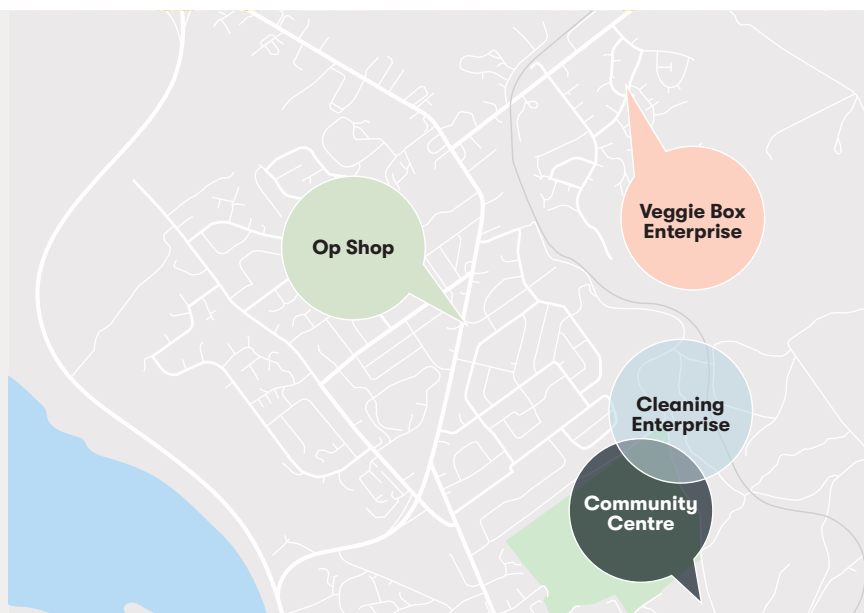 Veggie Box
Enterprise
Op Shop
Cleaning
Enterprise
Community
Centre